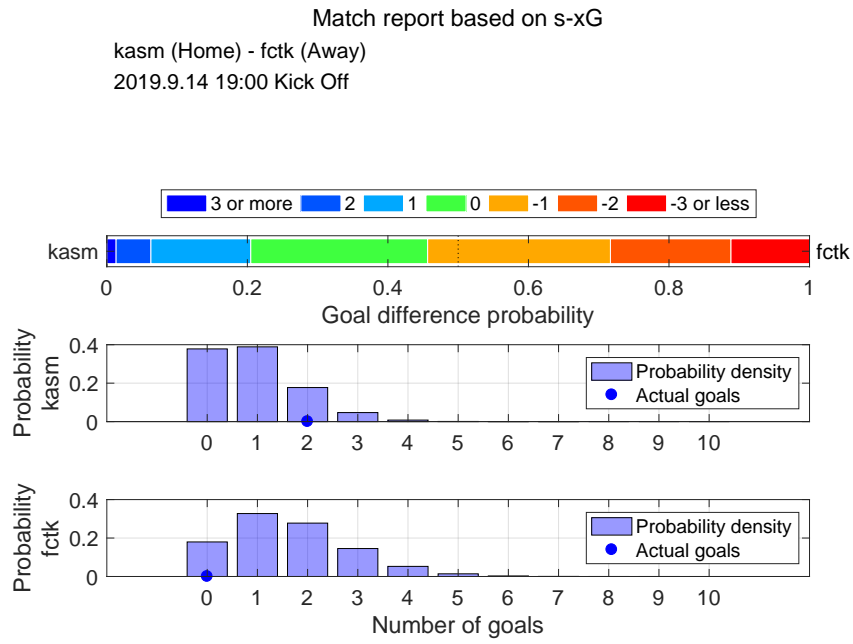 Match report based on s-xG
kasm (Home) - fctk (Away)
2019.9.14 19:00 Kick Off
3 or more 2 1 0 -1 -2 -3 or less
kasm fctk
0 0.2 0.4 0.6 0.8 1
Goal difference probability
Probability
kasm
0.4
0.2
0
Probability density
Actual goals
0 1 2 3 4 5 6 7 8 9 10
Probability
fctk
0.4
0.2
0
Probability density
Actual goals
0 1 2 3 4 5 6 7 8 9 10
Number of goals